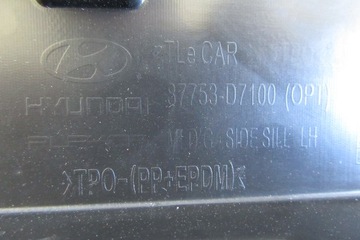 TLe CAR
HYUNDAI 87753-D7100 (OPT)
M'D'G - SIDE SILL LH
>TPO-(PP+EPDM)<